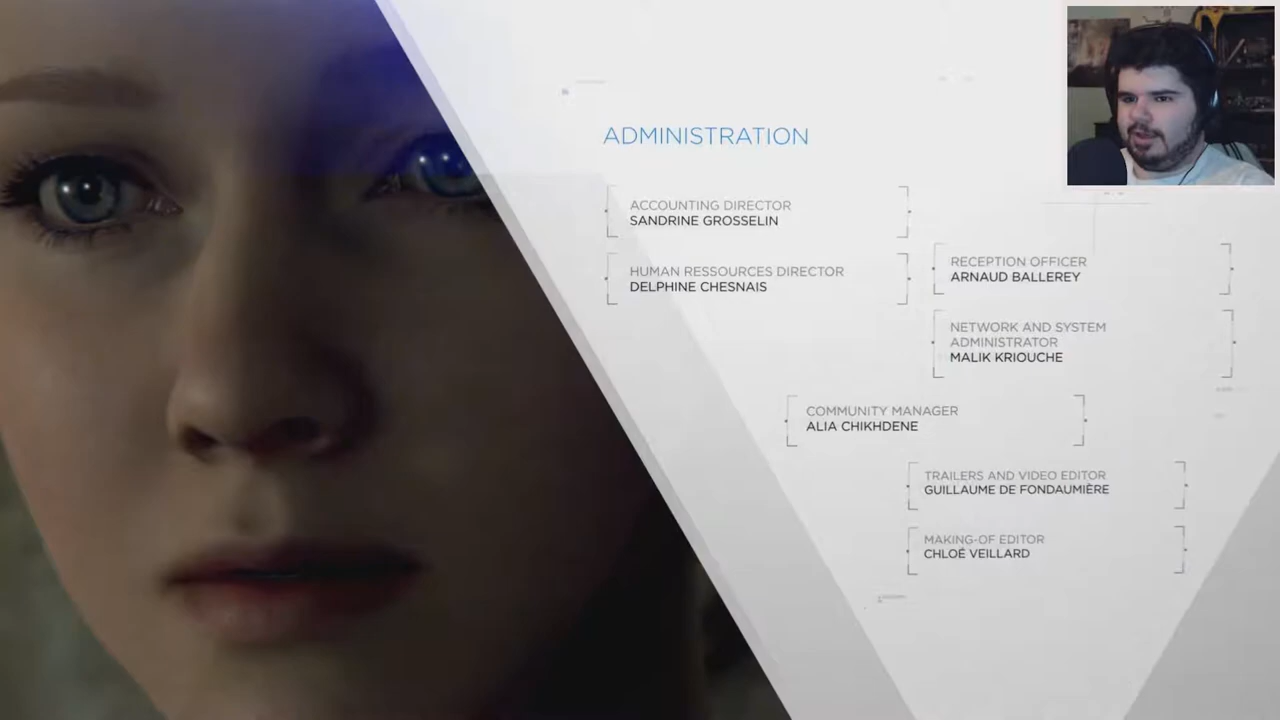 ADMINISTRATION
ACCOUNTING DIRECTOR
SANDRINE GROSSELIN
HUMAN RESSOURCES DIRECTOR
DELPHINE CHESNAIS
RECEPTION OFFICER
ARNAUD BALLEREY
NETWORK AND SYSTEM
ADMINISTRATOR
MALIK KRIOUCHE
COMMUNITY MANAGER
ALIA CHIKHDENE
TRAILERS AND VIDEO EDITOR
GUILLAUME DE FONDAUMIÈRE
MAKING-OF EDITOR
CHLOÉ VEILLARD